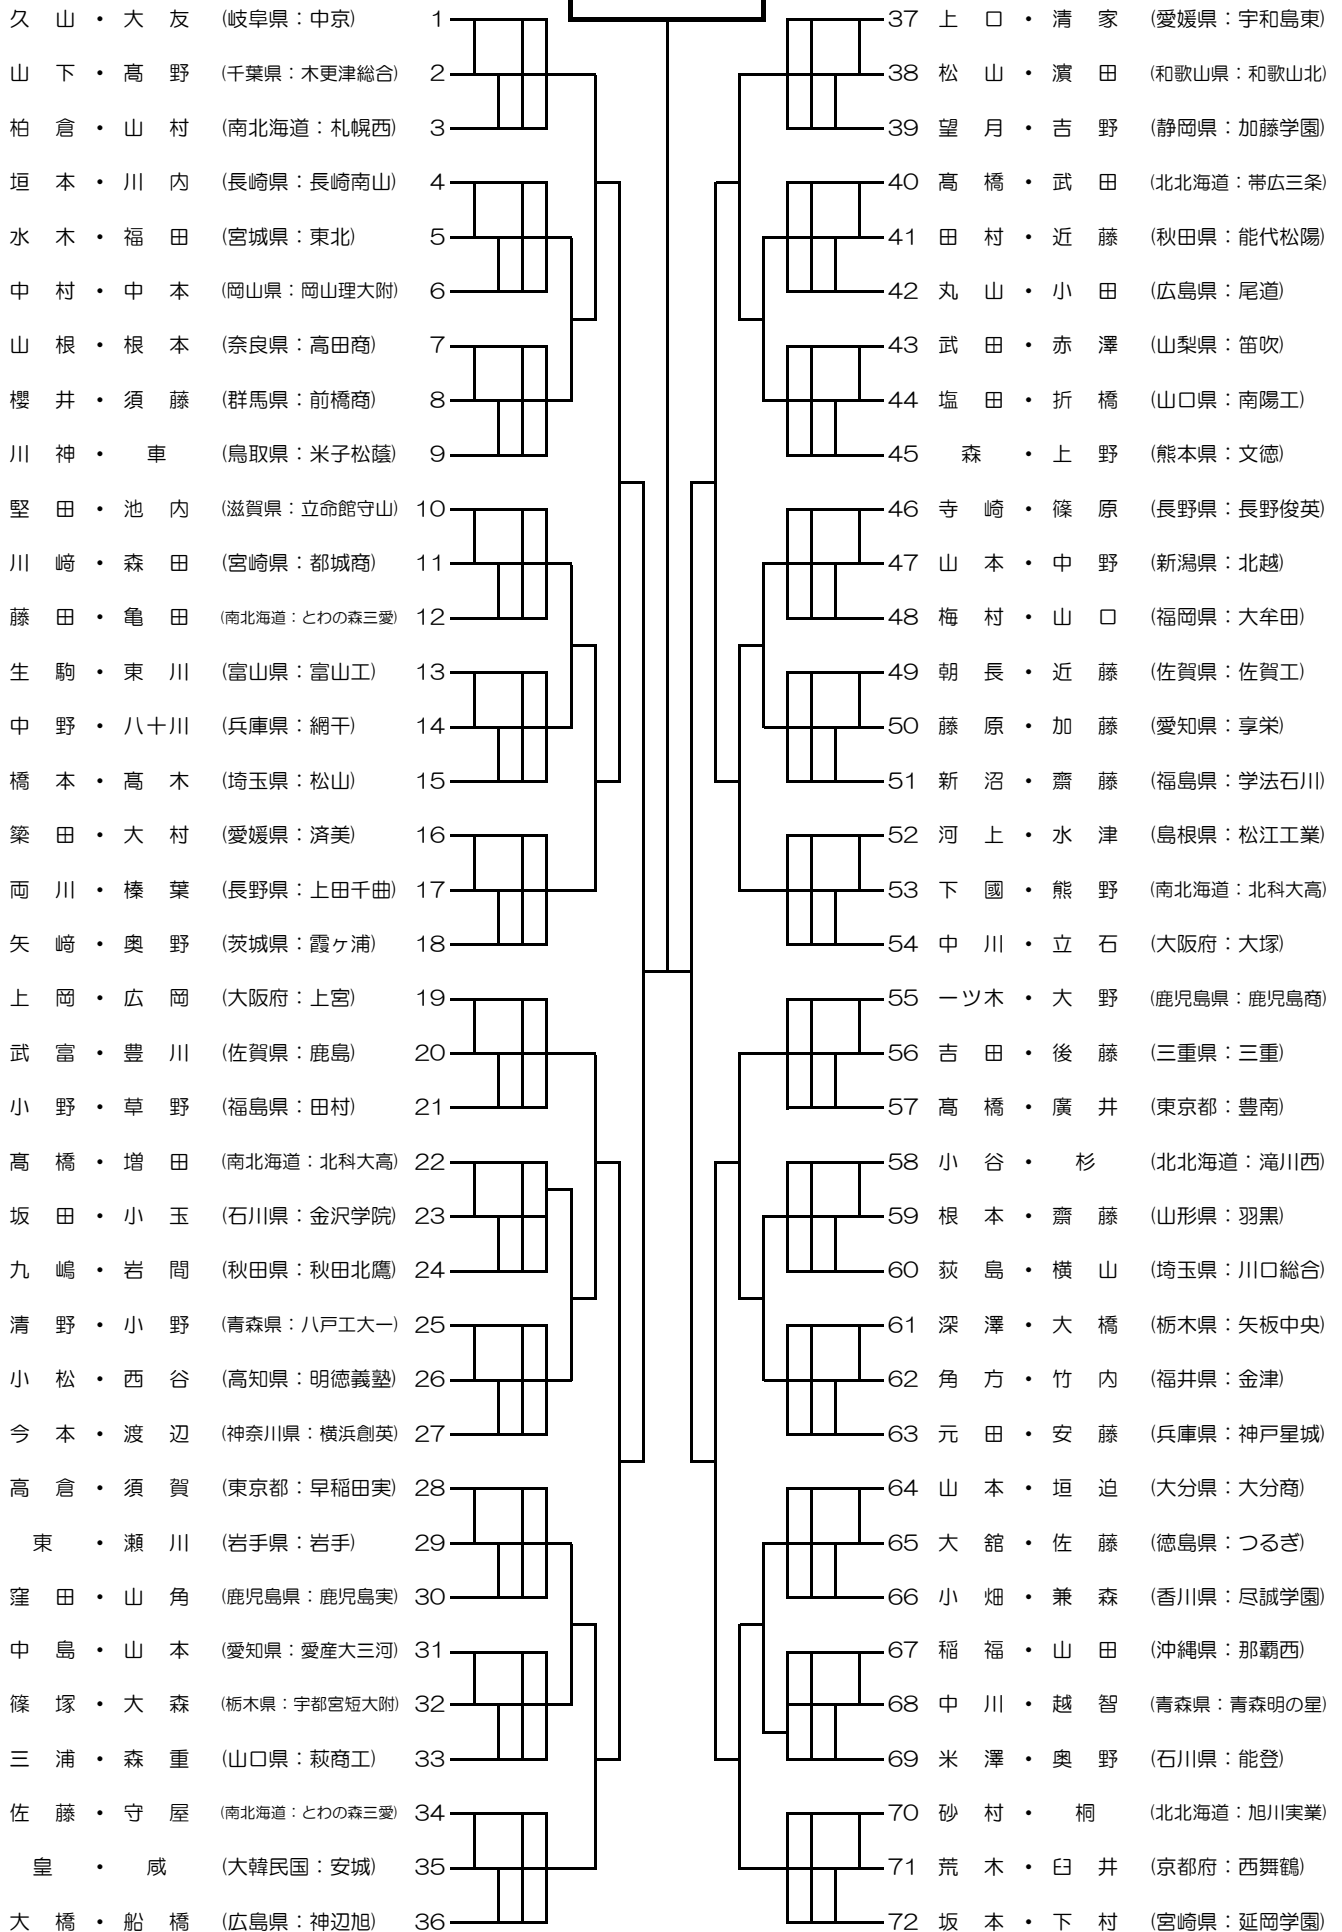 久山・大友 (岐阜県：中京) 1
山下・髙野 (千葉県：木更津総合) 2
柏倉・山村 (南北海道：札幌西) 3
垣本・川内 (長崎県：長崎南山) 4
水木・福田 (宮城県：東北) 5
中村・中本 (岡山県：岡山理大附) 6
山根・根本 (奈良県：高田商) 7
櫻井・須藤 (群馬県：前橋商) 8
川神・車 (鳥取県：米子松蔭) 9
堅田・池内 (滋賀県：立命館守山) 10
川﨑・森田 (宮崎県：都城商) 11
藤田・亀田 (南北海道：とわの森三愛) 12
生駒・東川 (富山県：富山工) 13
中野・八十川 (兵庫県：網干) 14
橋本・髙木 (埼玉県：松山) 15
築田・大村 (愛媛県：済美) 16
両川・榛葉 (長野県：上田千曲) 17
矢﨑・奥野 (茨城県：霞ヶ浦) 18
上岡・広岡 (大阪府：上宮) 19
武富・豊川 (佐賀県：鹿島) 20
小野・草野 (福島県：田村) 21
髙橋・増田 (南北海道：北科大高) 22
坂田・小玉 (石川県：金沢学院) 23
九嶋・岩間 (秋田県：秋田北鷹) 24
清野・小野 (青森県：八戸工大一) 25
小松・西谷 (高知県：明徳義塾) 26
今本・渡辺 (神奈川県：横浜創英) 27
高倉・須賀 (東京都：早稲田実) 28
東・瀬川 (岩手県：岩手) 29
窪田・山角 (鹿児島県：鹿児島実) 30
中島・山本 (愛知県：愛産大三河) 31
篠塚・大森 (栃木県：宇都宮短大附) 32
三浦・森重 (山口県：萩商工) 33
佐藤・守屋 (南北海道：とわの森三愛) 34
皇・咸 (大韓民国：安城) 35
大橋・船橋 (広島県：神辺旭) 36
37 上口・清家 (愛媛県：宇和島東)
38 松山・濵田 (和歌山県：和歌山北)
39 望月・吉野 (静岡県：加藤学園)
40 髙橋・武田 (北北海道：帯広三条)
41 田村・近藤 (秋田県：能代松陽)
42 丸山・小田 (広島県：尾道)
43 武田・赤澤 (山梨県：笛吹)
44 塩田・折橋 (山口県：南陽工)
45 森・上野 (熊本県：文徳)
46 寺崎・篠原 (長野県：長野俊英)
47 山本・中野 (新潟県：北越)
48 梅村・山口 (福岡県：大牟田)
49 朝長・近藤 (佐賀県：佐賀工)
50 藤原・加藤 (愛知県：享栄)
51 新沼・齋藤 (福島県：学法石川)
52 河上・水津 (島根県：松江工業)
53 下國・熊野 (南北海道：北科大高)
54 中川・立石 (大阪府：大塚)
55 一ツ木・大野 (鹿児島県：鹿児島商)
56 吉田・後藤 (三重県：三重)
57 髙橋・廣井 (東京都：豊南)
58 小谷・杉 (北北海道：滝川西)
59 根本・齋藤 (山形県：羽黒)
60 荻島・横山 (埼玉県：川口総合)
61 深澤・大橋 (栃木県：矢板中央)
62 角方・竹内 (福井県：金津)
63 元田・安藤 (兵庫県：神戸星城)
64 山本・垣迫 (大分県：大分商)
65 大舘・佐藤 (徳島県：つるぎ)
66 小畑・兼森 (香川県：尽誠学園)
67 稲福・山田 (沖縄県：那覇西)
68 中川・越智 (青森県：青森明の星)
69 米澤・奥野 (石川県：能登)
70 砂村・桐 (北北海道：旭川実業)
71 荒木・臼井 (京都府：西舞鶴)
72 坂本・下村 (宮崎県：延岡学園)